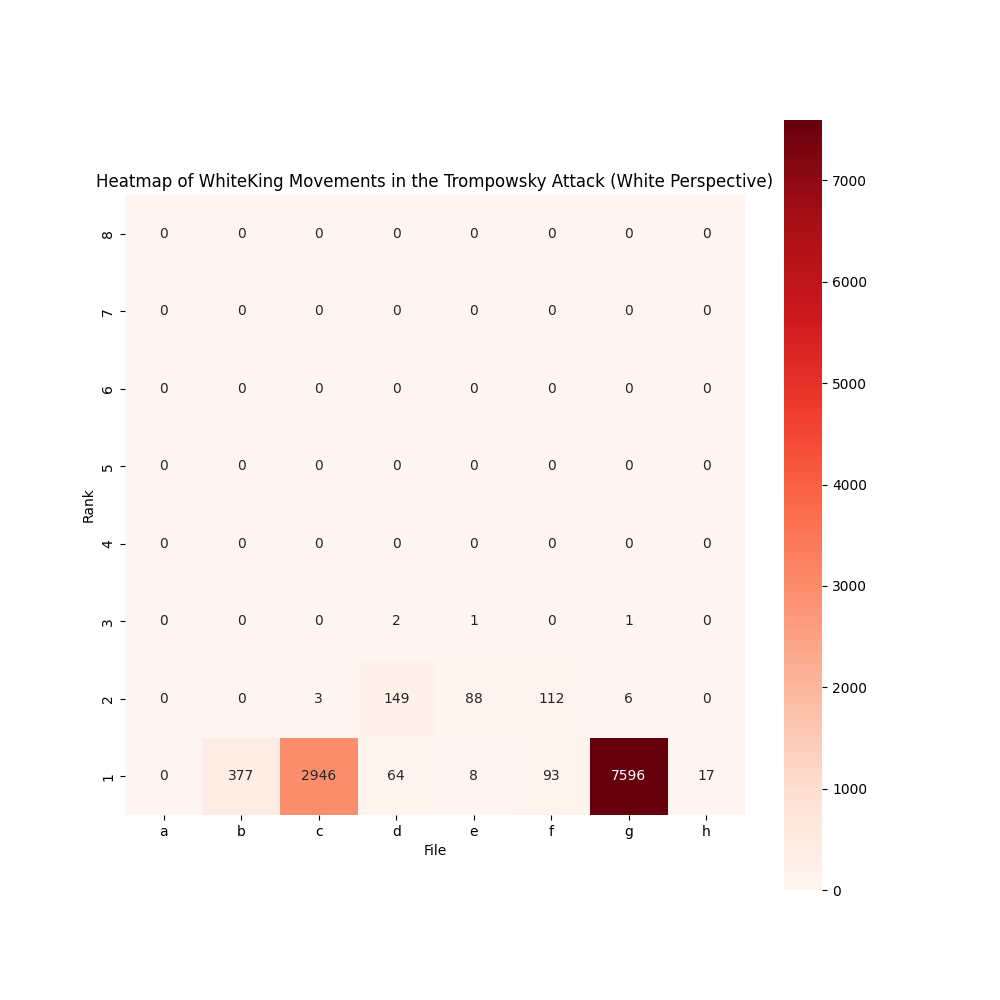 Heatmap of WhiteKing Movements in the Trompowsky Attack (White Perspective)
8 0 0 0 0 0 0 0 0
7 0 0 0 0 0 0 0 0
6 0 0 0 0 0 0 0 0
5 0 0 0 0 0 0 0 0
4 0 0 0 0 0 0 0 0
3 0 0 0 2 1 0 1 0
2 0 0 3 149 88 112 6 0
1 0 377 2946 64 8 93 7596 17
a b c d e f g h
File
Rank
7000
6000
5000
4000
3000
2000
1000
0